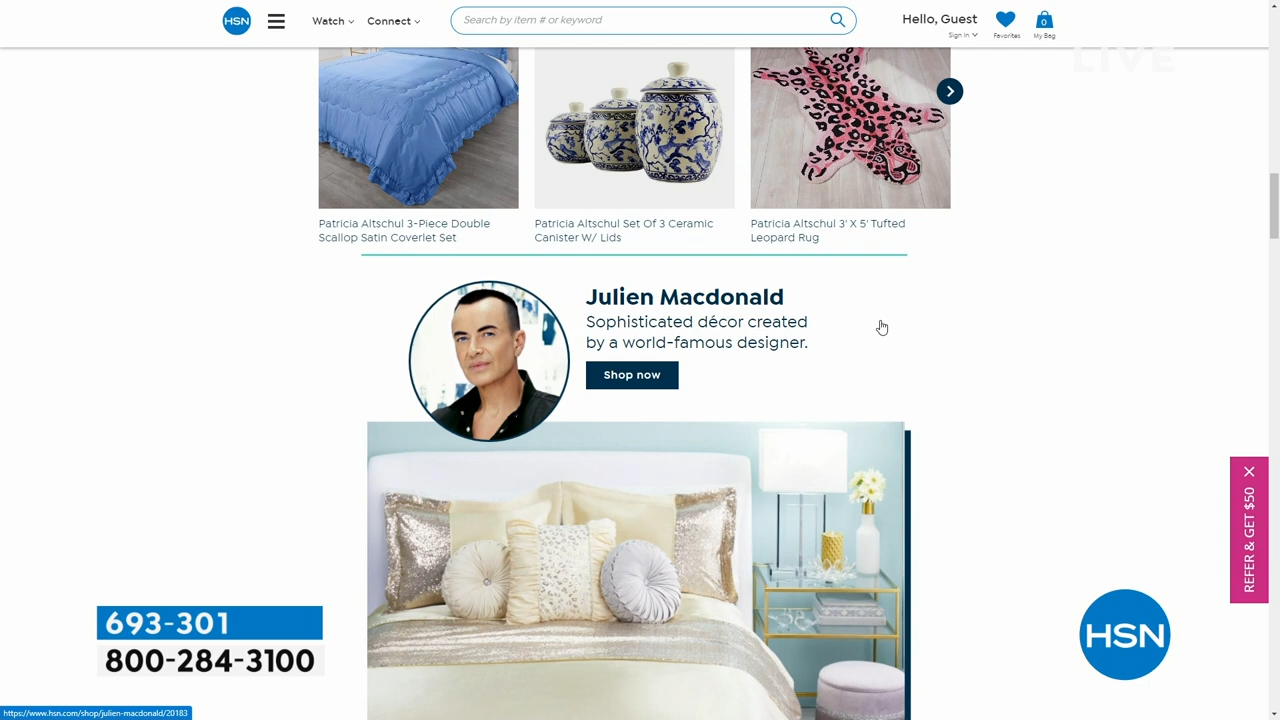 HSN
Watch
Connect
Search by item # or keyword
Hello, Guest
Sign In
Favorites
0
My Bag
LIVE
Patricia Altschul 3-Piece Double
Scallop Satin Coverlet Set
Patricia Altschul Set Of 3 Ceramic
Canister W/ Lids
Patricia Altschul 3' X 5' Tufted
Leopard Rug
Julien Macdonald
Sophisticated décor created
by a world-famous designer.
Shop now
REFER & GET $50
693-301
800-284-3100
HSN
https://www.hsn.com/shop/julien-macdonald/20183